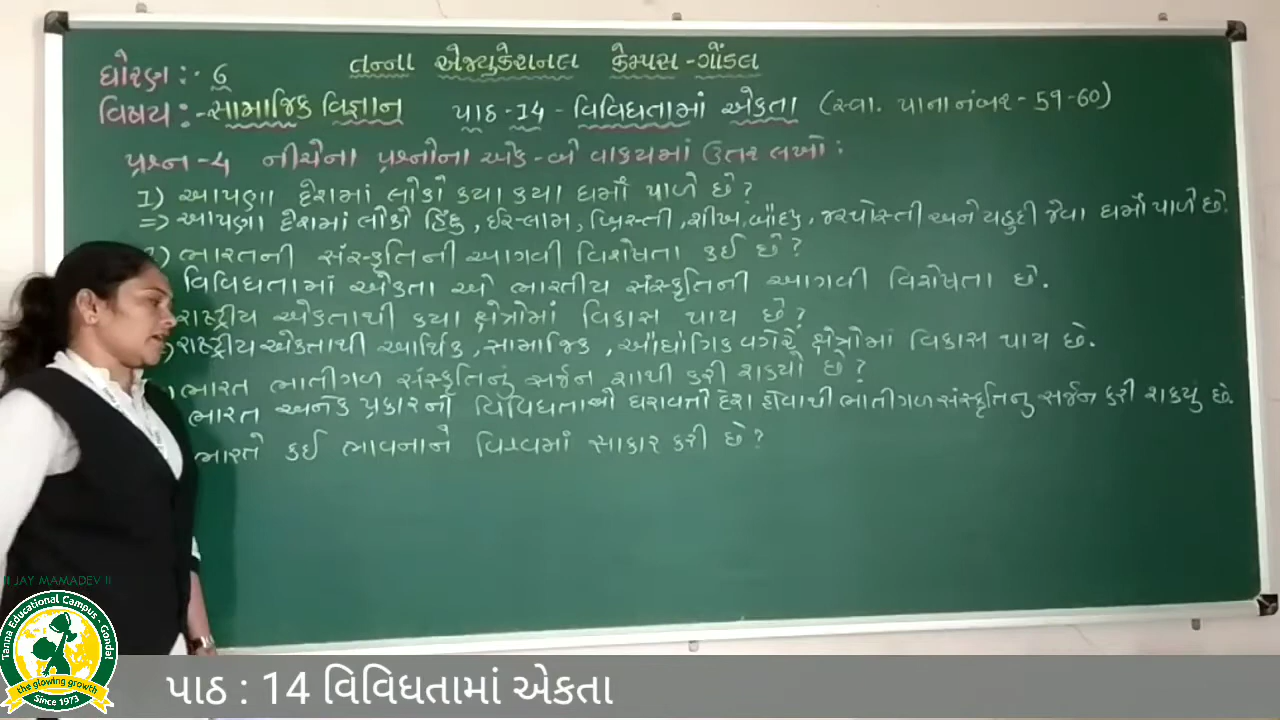 તન્ના એજ્યુકેશનલ કેમ્પસ - ગોંડલ
ધોરણ :- 6
વિષય :- સામાજિક વિજ્ઞાન પાઠ - 14 - વિવિધતામાં એકતા (સ્વા. પાના નંબર - 59-60)
પ્રશ્ન - 4 નીચેના પ્રશ્નોના એક - બે વાક્યમાં ઉતર લખો :
1) આપણા દેશમાં લોકો કયા કયા ધર્મો પાળે છે ?
=> આપણા દેશમાં લોકો હિંદુ, ઈસ્લામ, ખ્રિસ્તી, શીખ, બૌદ્ધ, જરથોસ્તી અને યહુદી જેવા ધર્મો પાળે છે.
2) ભારતની સંસ્કૃતિની આગવી વિશેષતા કઈ છે ?
વિવિધતામાં એકતા એ ભારતીય સંસ્કૃતિની આગવી વિશેષતા છે.
રાષ્ટ્રીય એકતાથી કયા ક્ષેત્રોમાં વિકાસ થાય છે ?
રાષ્ટ્રીય એકતાથી આર્થિક, સામાજિક, ઔદ્યોગિક વગેરે ક્ષેત્રોમાં વિકાસ થાય છે.
ભારત ભાતીગળ સંસ્કૃતિનું સર્જન શાથી કરી શક્યો છે ?
ભારત અનેક પ્રકારની વિવિધતાઓ ધરાવતો દેશ હોવાથી ભાતીગળ સંસ્કૃતિનુ સર્જન કરી શક્યુ છે.
ભારતે કઈ ભાવનાને વિશ્વમાં સાકાર કરી છે ?
|| JAY MAMADEV ||
Tanna Educational Campus - Gondal
the glowing growth
Since 1973
પાઠ : 14 વિવિધતામાં એકતા